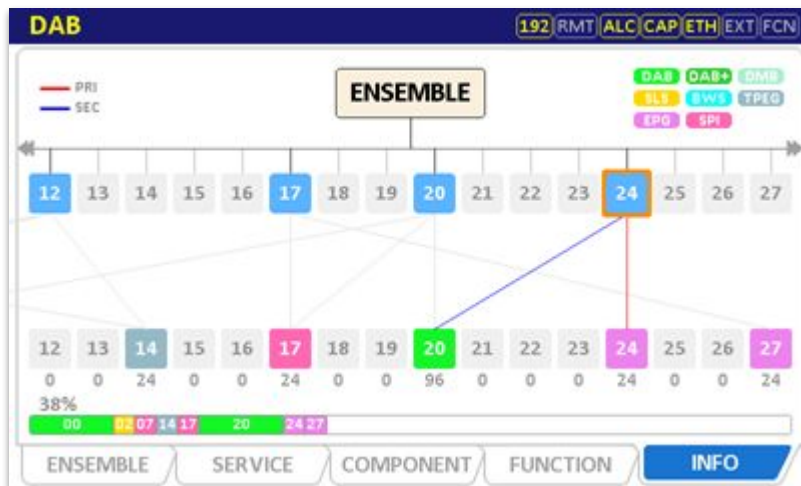 DAB 192 RMT ALC CAP ETH EXT FCN
PRI
SEC
ENSEMBLE
DAB DAB+ DMB
SLS BWS TPEG
EPG SPI
12 13 14 15 16 17 18 19 20 21 22 23 24 25 26 27
12 13 14 15 16 17 18 19 20 21 22 23 24 25 26 27
0 0 24 0 0 24 0 0 96 0 0 0 24 0 0 24
38%
00 02 07 14 17 20 24 27
ENSEMBLE SERVICE COMPONENT FUNCTION INFO